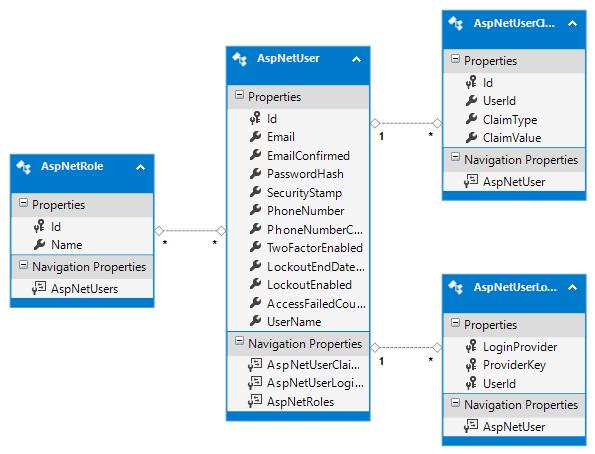 AspNetRole
Properties
Id
Name
Navigation Properties
AspNetUsers
*
*
AspNetUser
Properties
Id
Email
EmailConfirmed
PasswordHash
SecurityStamp
PhoneNumber
PhoneNumberC...
TwoFactorEnabled
LockoutEndDate...
LockoutEnabled
AccessFailedCou...
UserName
Navigation Properties
AspNetUserClai...
AspNetUserLogi...
AspNetRoles
1
*
AspNetUserCl...
Properties
Id
UserId
ClaimType
ClaimValue
Navigation Properties
AspNetUser
1
*
AspNetUserLo...
Properties
LoginProvider
ProviderKey
UserId
Navigation Properties
AspNetUser